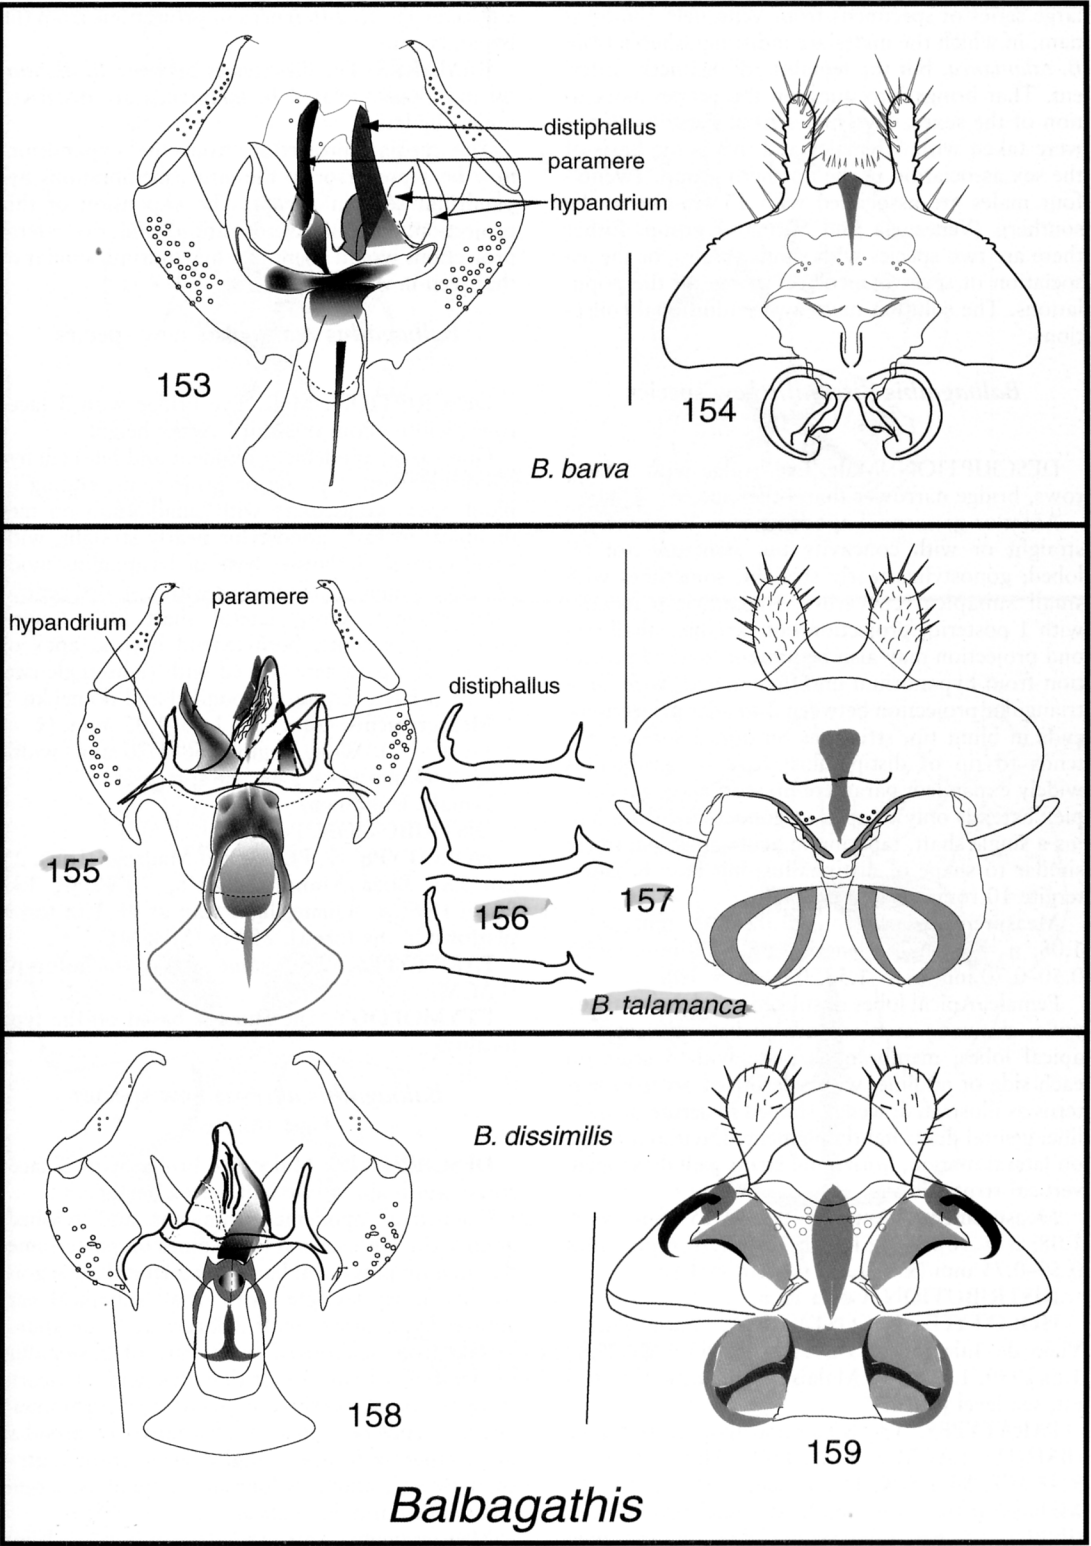 distiphallus
paramere
hypandrium
153
154
B. barva
paramere
hypandrium
distiphallus
155
156
157
B. talamanca
B. dissimilis
158
159
Balbagathis